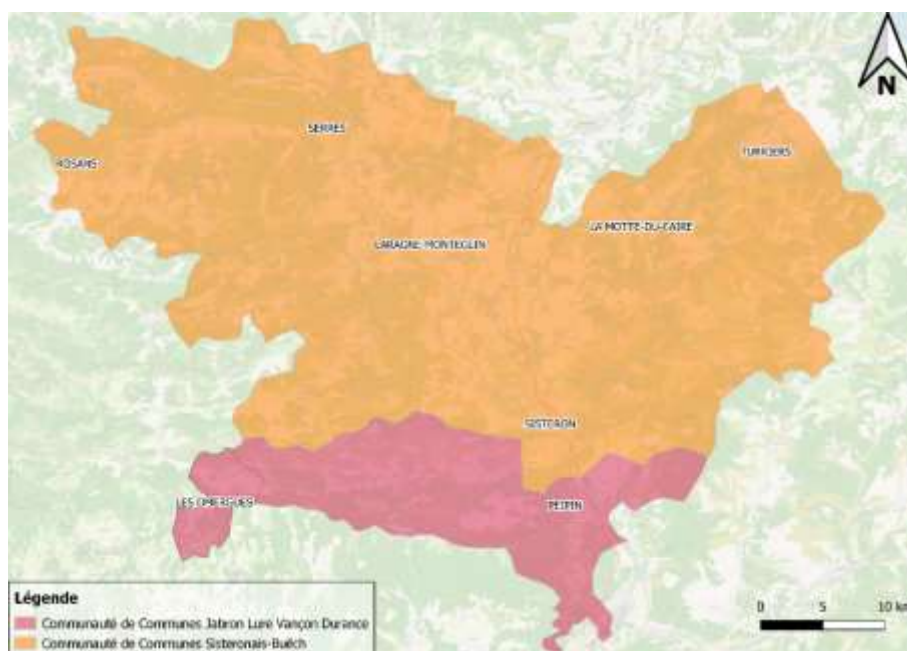 N
SERRES
TURRIERS
ROSANS
LA MOTTE-DU-CAIRE
LARAGNE MONTEGLIN
SISTERON
LES OMERGUES
PEIPIN
Légende
Communauté de Communes Jabron Lure Vançon Durance
Communauté de Communes Sisteronais-Buëch
0 5 10 km